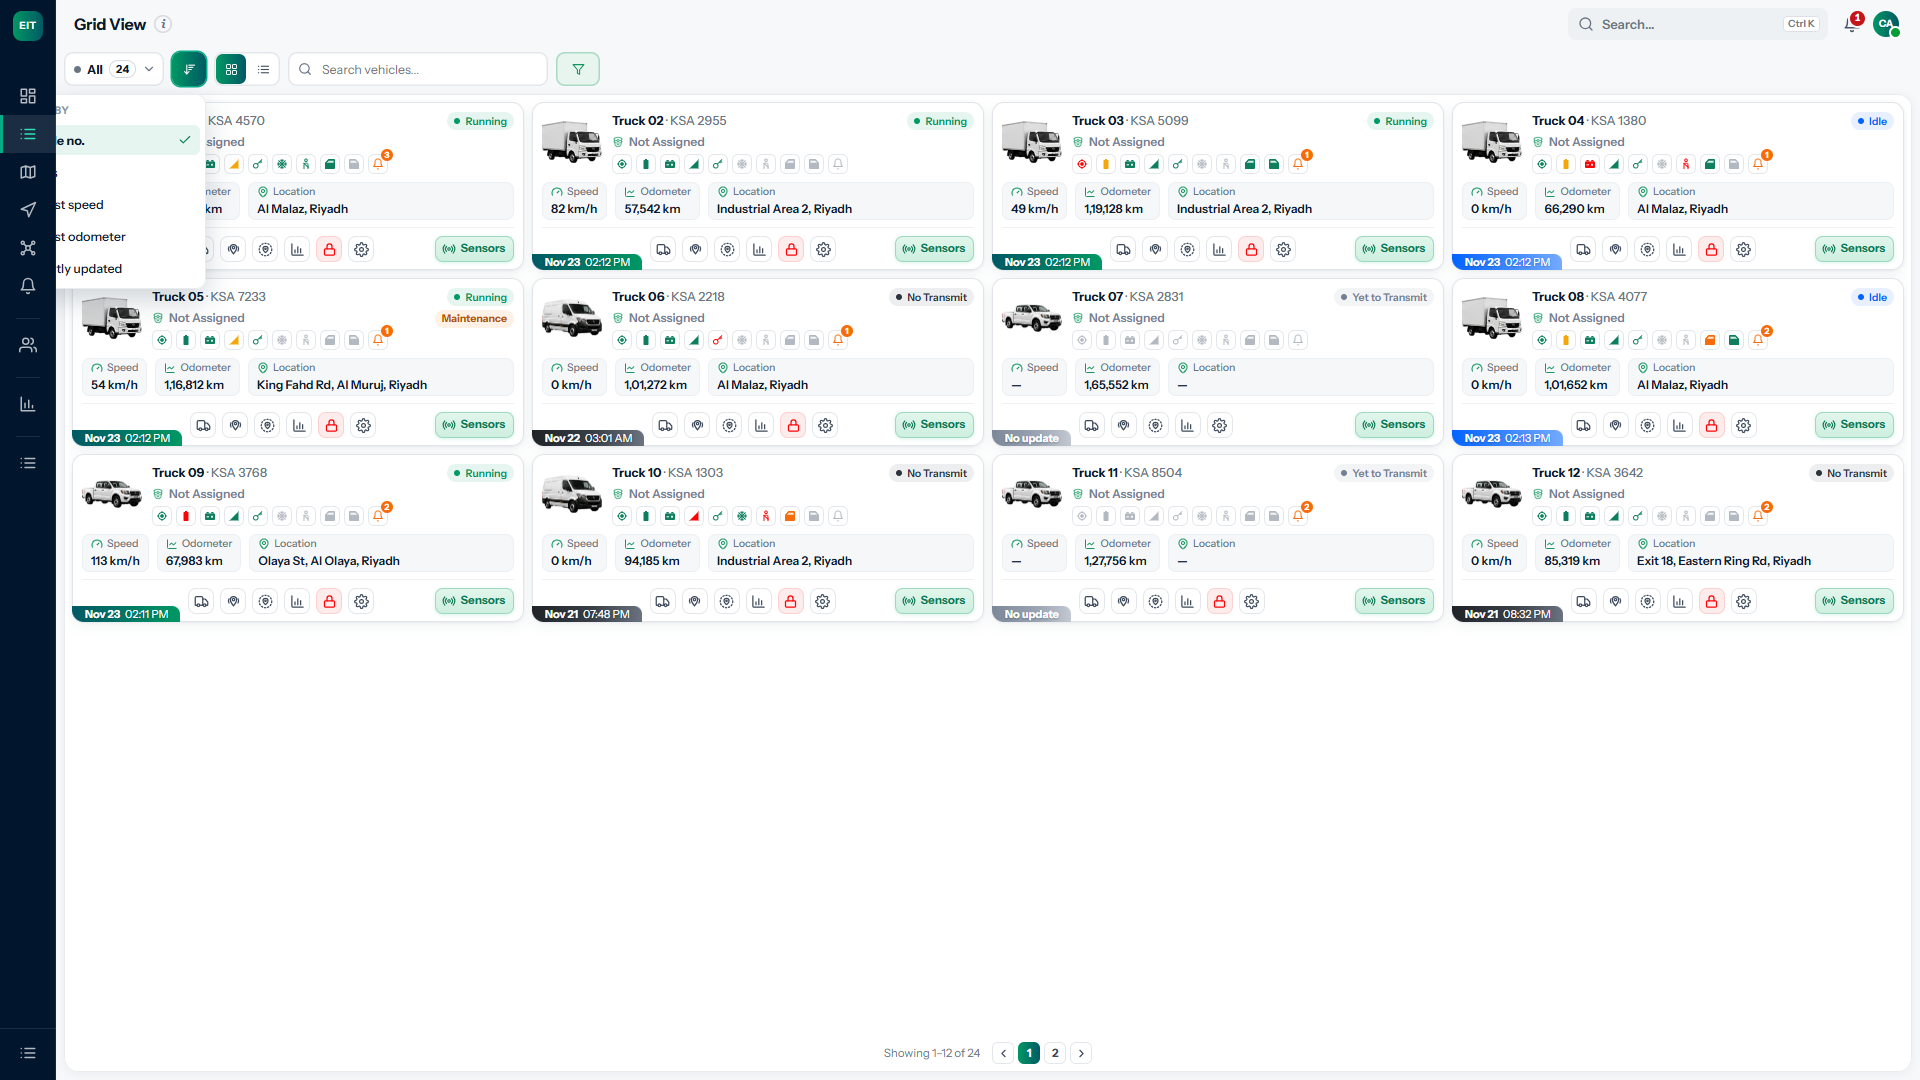 EIT
Grid View
Search...
Ctrl K
1
CA
All 24
Search vehicles...
BY
e no.
st speed
st odometer
tly updated
KSA 4570
Running
signed
3
meter
Location
km
Al Malaz, Riyadh
Sensors
Truck 02 · KSA 2955
Running
Not Assigned
Speed
Odometer
Location
82 km/h
57,542 km
Industrial Area 2, Riyadh
Nov 23 02:12 PM
Sensors
Truck 03 · KSA 5099
Running
Not Assigned
1
Speed
Odometer
Location
49 km/h
1,19,128 km
Industrial Area 2, Riyadh
Nov 23 02:12 PM
Sensors
Truck 04 · KSA 1380
Idle
Not Assigned
1
Speed
Odometer
Location
0 km/h
66,290 km
Al Malaz, Riyadh
Nov 23 02:12 PM
Sensors
Truck 05 · KSA 7233
Running
Not Assigned
Maintenance
1
Speed
Odometer
Location
54 km/h
1,16,812 km
King Fahd Rd, Al Muruj, Riyadh
Nov 23 02:12 PM
Sensors
Truck 06 · KSA 2218
No Transmit
Not Assigned
1
Speed
Odometer
Location
0 km/h
1,01,272 km
Al Malaz, Riyadh
Nov 22 03:01 AM
Sensors
Truck 07 · KSA 2831
Yet to Transmit
Not Assigned
Speed
Odometer
Location
—
1,65,552 km
—
No update
Sensors
Truck 08 · KSA 4077
Idle
Not Assigned
2
Speed
Odometer
Location
0 km/h
1,01,652 km
Al Malaz, Riyadh
Nov 23 02:13 PM
Sensors
Truck 09 · KSA 3768
Running
Not Assigned
2
Speed
Odometer
Location
113 km/h
67,983 km
Olaya St, Al Olaya, Riyadh
Nov 23 02:11 PM
Sensors
Truck 10 · KSA 1303
No Transmit
Not Assigned
Speed
Odometer
Location
0 km/h
94,185 km
Industrial Area 2, Riyadh
Nov 21 07:48 PM
Sensors
Truck 11 · KSA 8504
Yet to Transmit
Not Assigned
2
Speed
Odometer
Location
—
1,27,756 km
—
No update
Sensors
Truck 12 · KSA 3642
No Transmit
Not Assigned
2
Speed
Odometer
Location
0 km/h
85,319 km
Exit 18, Eastern Ring Rd, Riyadh
Nov 21 08:32 PM
Sensors
Showing 1–12 of 24
1
2